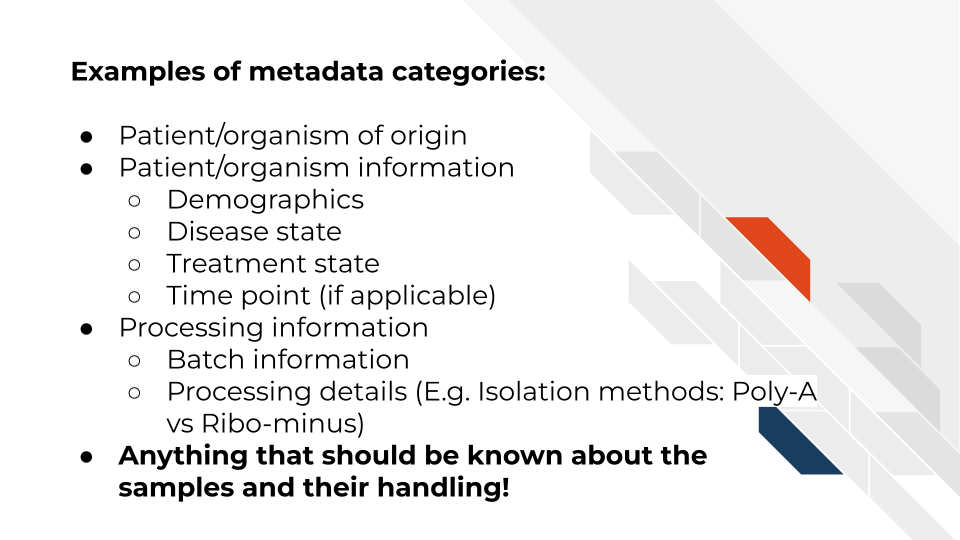 Examples of metadata categories:
● Patient/organism of origin
● Patient/organism information
○ Demographics
○ Disease state
○ Treatment state
○ Time point (if applicable)
● Processing information
○ Batch information
○ Processing details (E.g. Isolation methods: Poly-A
vs Ribo-minus)
● Anything that should be known about the
samples and their handling!